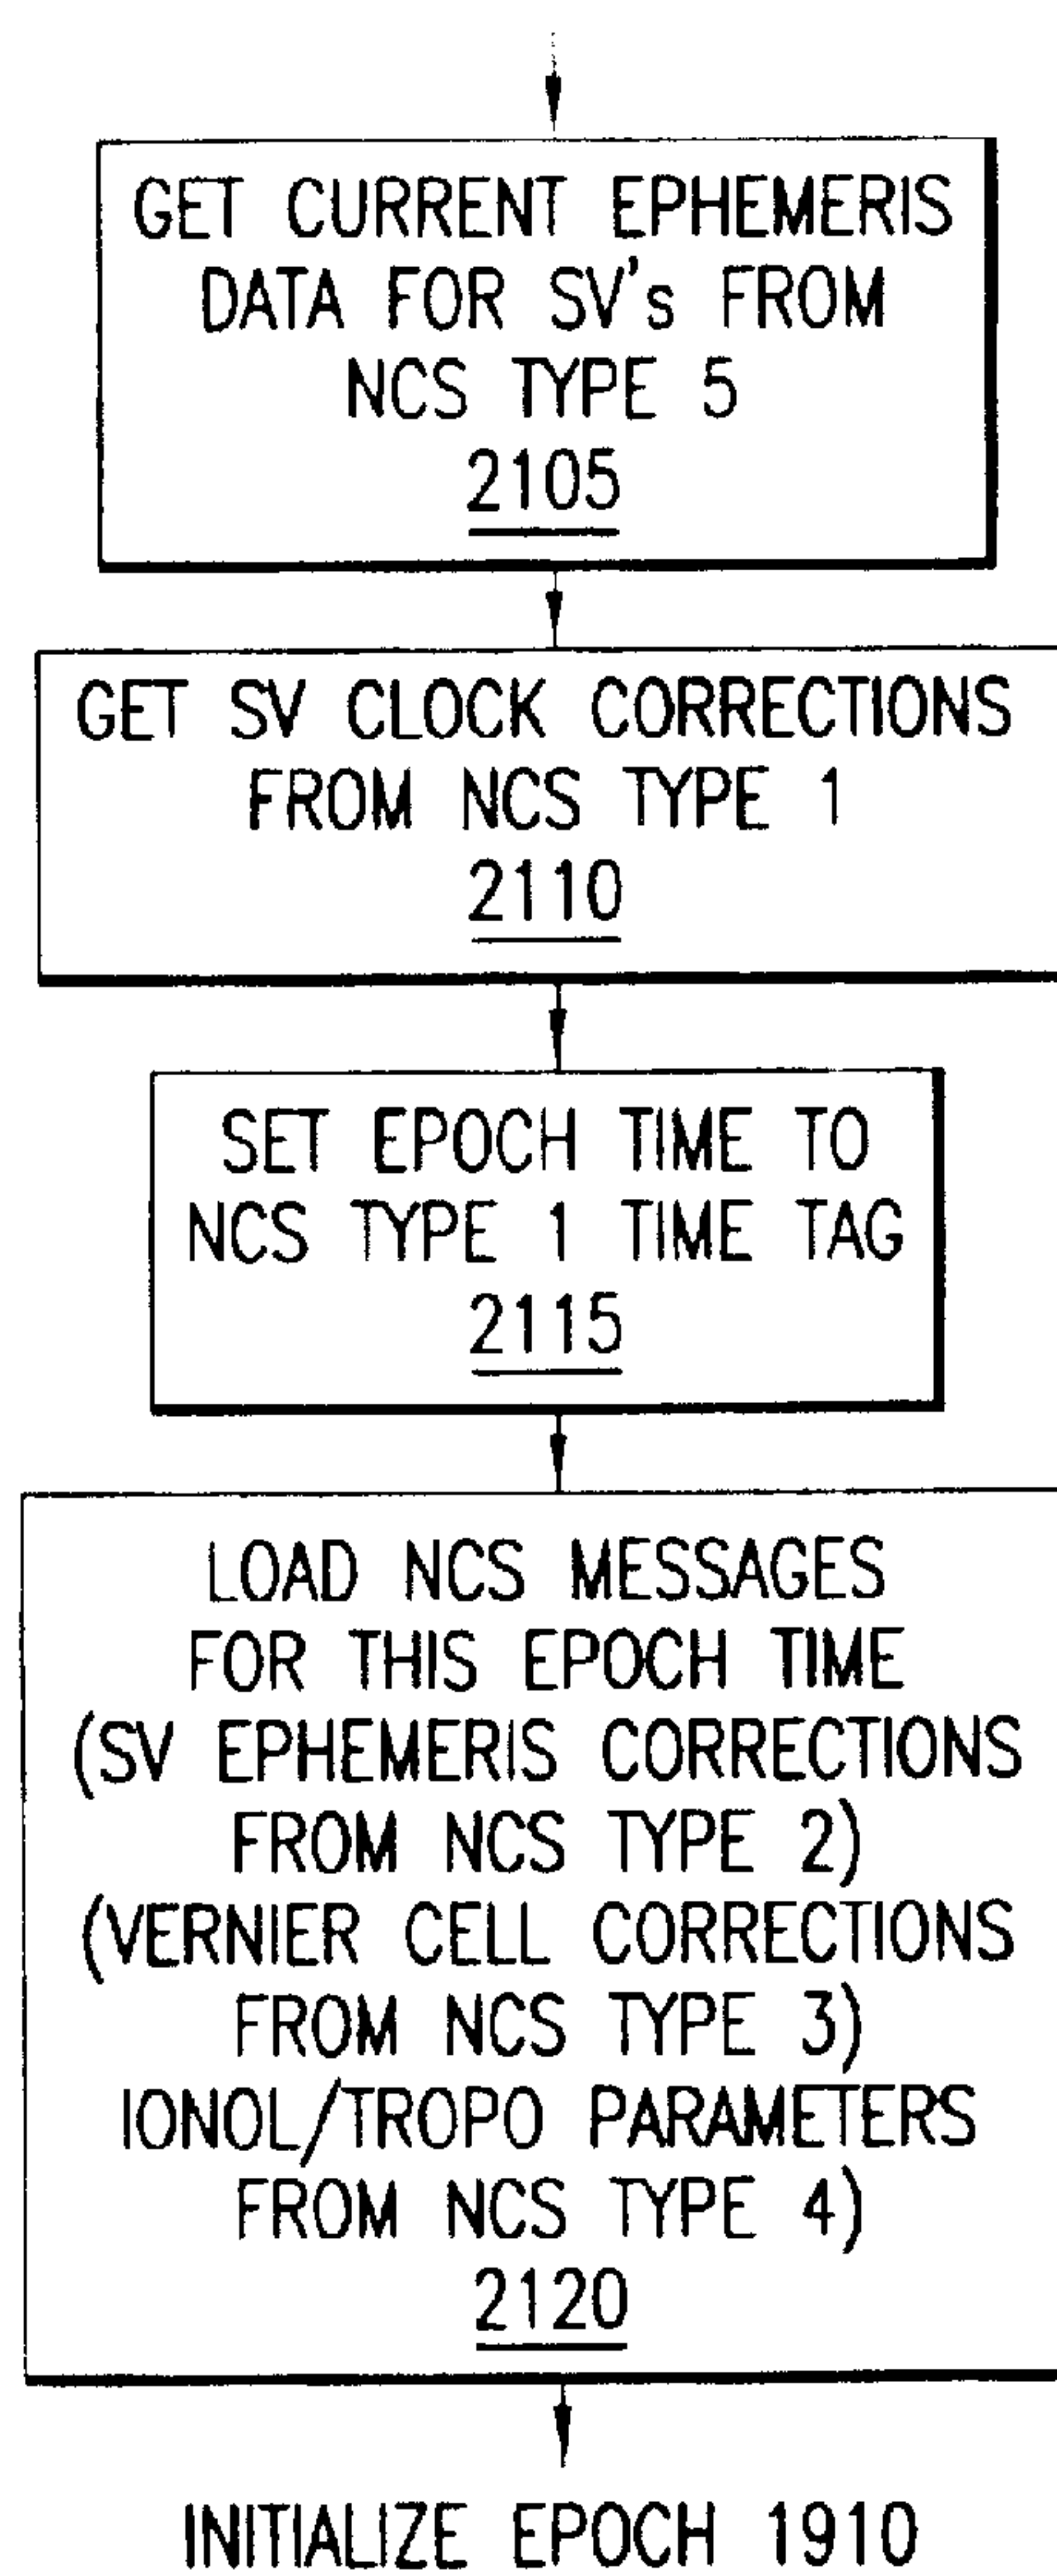 GET CURRENT EPHEMERIS
DATA FOR SV's FROM
NCS TYPE 5
2105
GET SV CLOCK CORRECTIONS
FROM NCS TYPE 1
2110
SET EPOCH TIME TO
NCS TYPE 1 TIME TAG
2115
LOAD NCS MESSAGES
FOR THIS EPOCH TIME
(SV EPHEMERIS CORRECTIONS
FROM NCS TYPE 2)
(VERNIER CELL CORRECTIONS
FROM NCS TYPE 3)
IONOL/TROPO PARAMETERS
FROM NCS TYPE 4)
2120
INITIALIZE EPOCH 1910